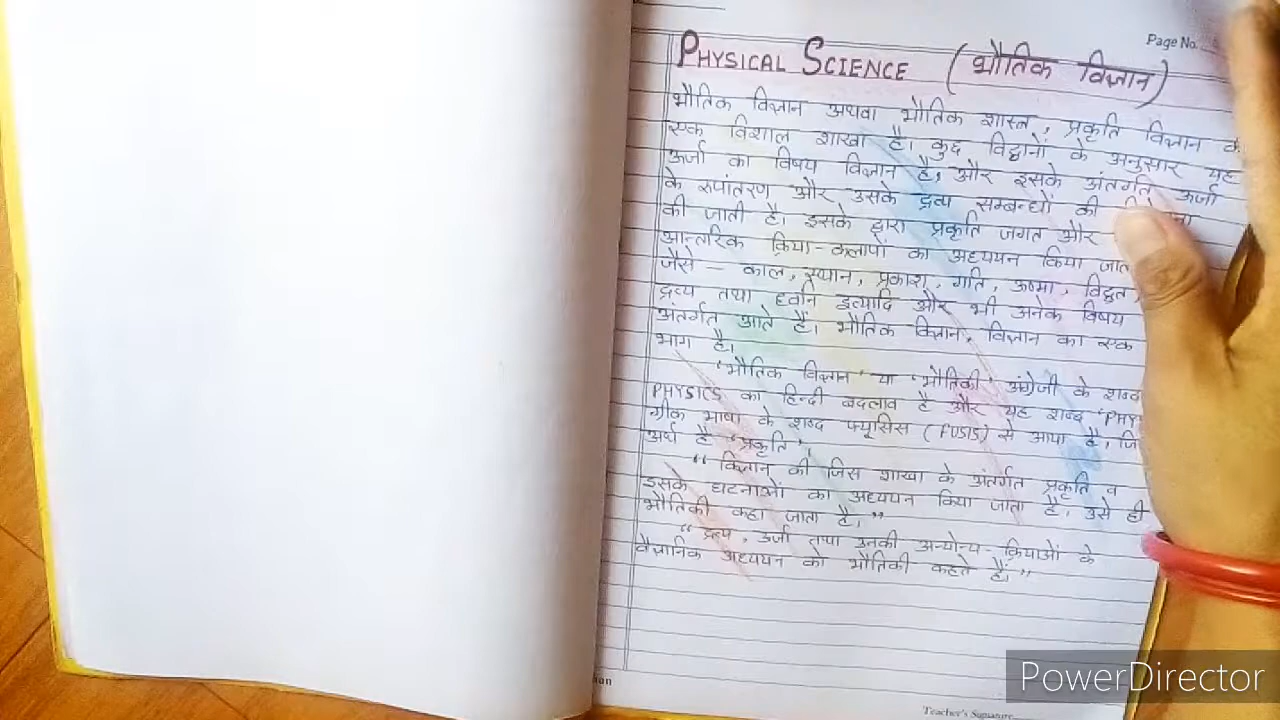 Page No.
PHYSICAL SCIENCE (भौतिक विज्ञान)
भौतिक विज्ञान अथवा भौतिक शास्त्र, प्रकृति विज्ञान की
एक विशाल शाखा है। कुछ विद्वानों के अनुसार यह
ऊर्जा का विषय विज्ञान है, और इसके अंतर्गत ऊर्जा
के रूपांतरण और उसके द्रव्य सम्बन्धों की
की जाती है। इसके द्वारा प्रकृति जगत और
आन्तरिक क्रिया-कलापों का अध्ययन किया जात
जैसे - काल, स्थान, प्रकाश, गति, ऊष्मा, विद्युत,
द्रव्य तथा ध्वनि इत्यादि और भी अनेक विषय
अंतर्गत आते हैं। भौतिक विज्ञान, विज्ञान का एक
भाग है।
'भौतिक विज्ञान' या 'भौतिकी' अंग्रेजी के शब्द
PHYSICS का हिन्दी बदलाव है और यह शब्द 'PHY
ग्रीक भाषा के शब्द फ्यूसिस (FUSIS) से आया है, जि
अर्थ है 'प्रकृति',
"विज्ञान की जिस शाखा के अंतर्गत प्रकृति व
इसके घटनाओं का अध्ययन किया जाता है, उसे ही
भौतिकी कहा जाता है,"
"द्रव्य, ऊर्जा तथा उनकी अन्योन्य-क्रियाओं के
वैज्ञानिक अध्ययन को भौतिकी कहते हैं।"
Teacher's Signature
PowerDirector